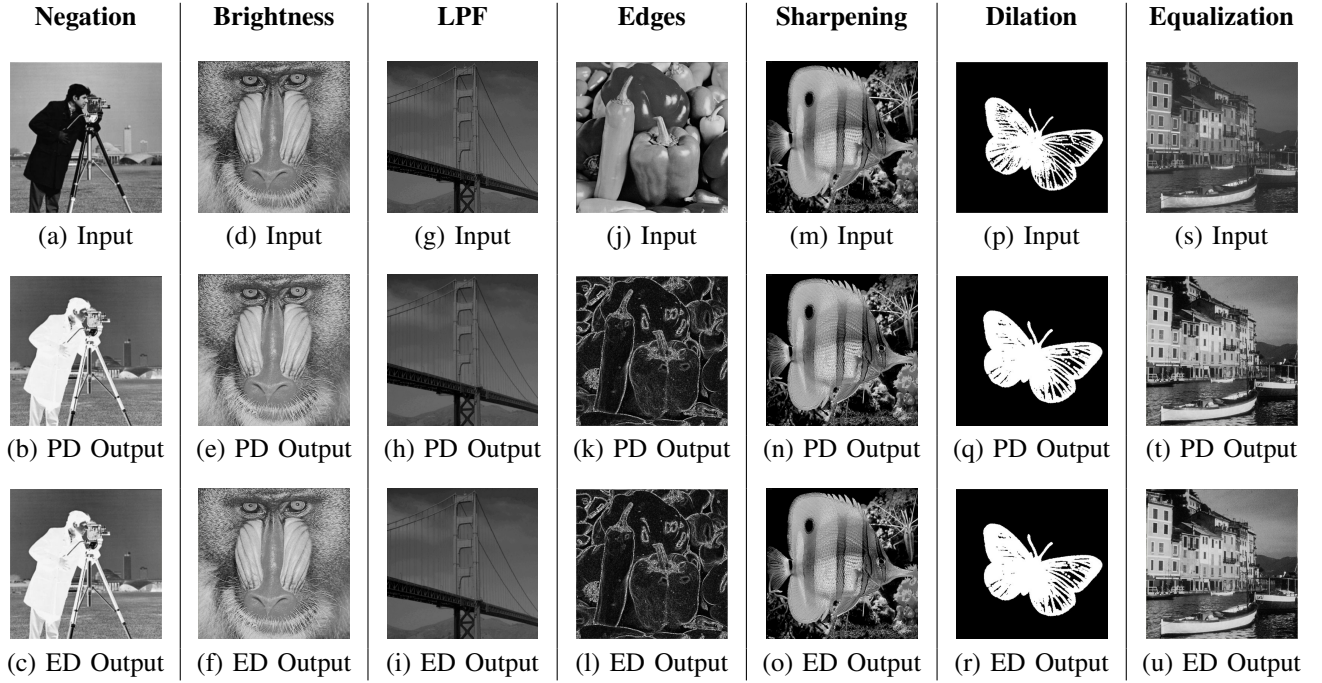 Negation Brightness LPF Edges Sharpening Dilation Equalization
(a) Input (d) Input (g) Input (j) Input (m) Input (p) Input (s) Input
(b) PD Output (e) PD Output (h) PD Output (k) PD Output (n) PD Output (q) PD Output (t) PD Output
(c) ED Output (f) ED Output (i) ED Output (l) ED Output (o) ED Output (r) ED Output (u) ED Output